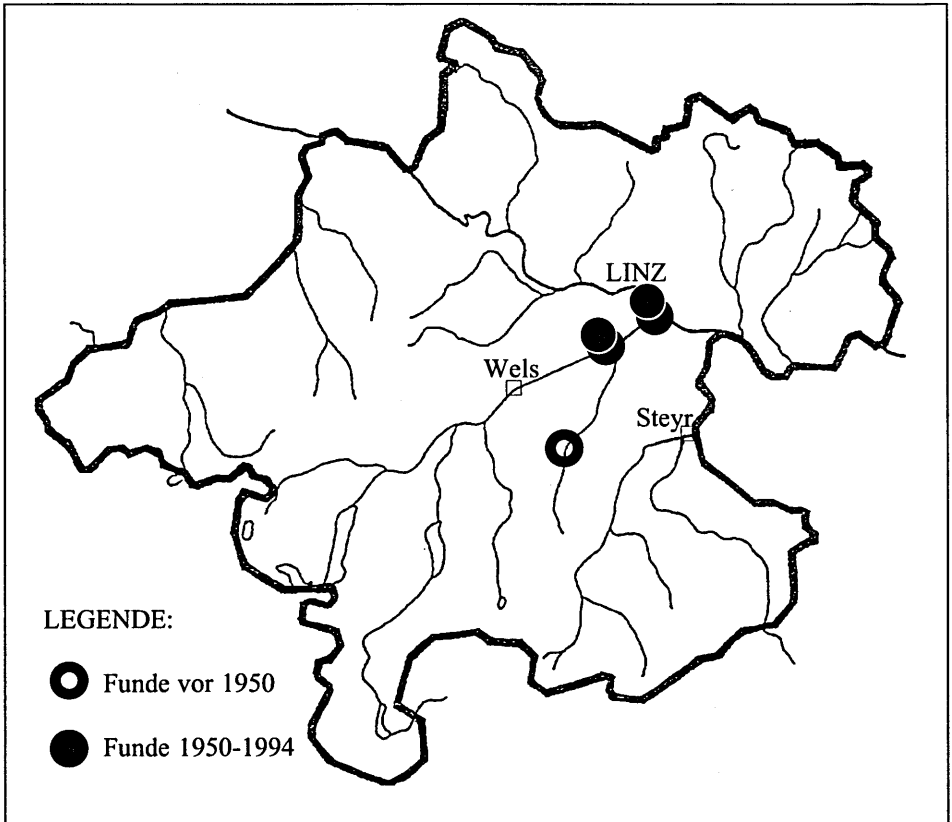 LINZ
Wels
Steyr
LEGENDE:
Funde vor 1950
Funde 1950-1994